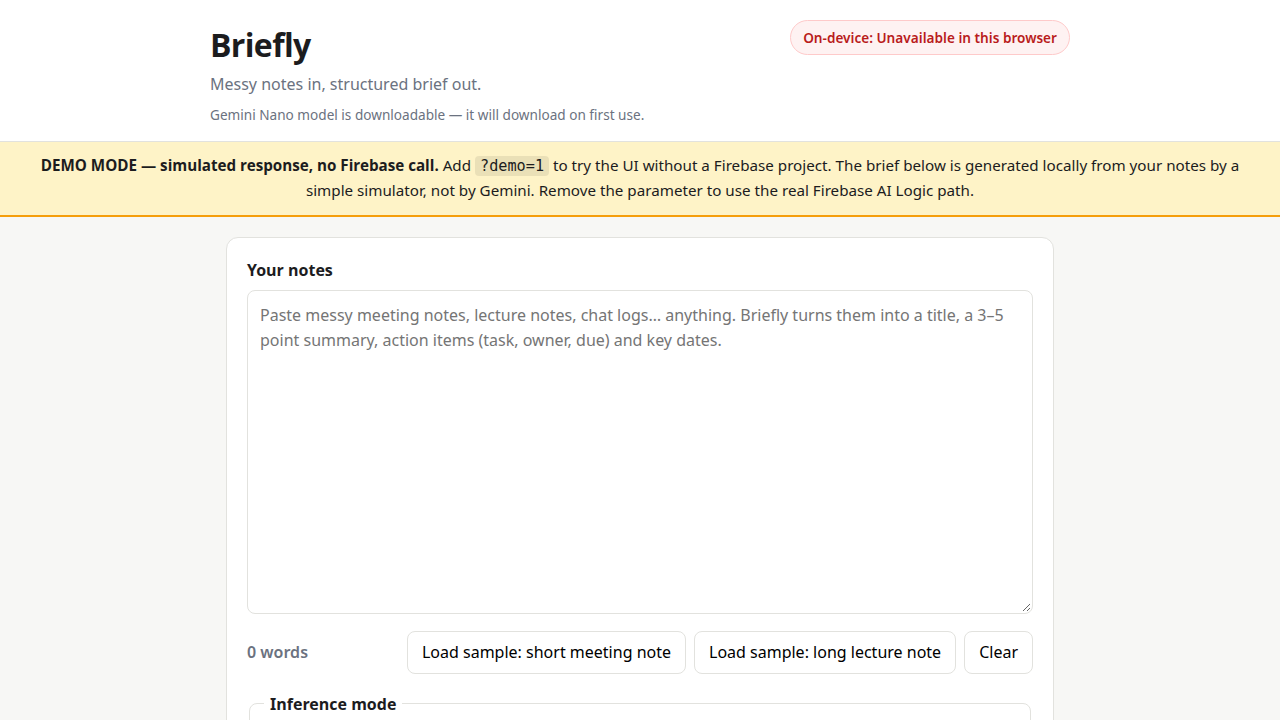 Briefly
On-device: Unavailable in this browser
Messy notes in, structured brief out.
Gemini Nano model is downloadable — it will download on first use.
DEMO MODE — simulated response, no Firebase call. Add ?demo=1 to try the UI without a Firebase project. The brief below is generated locally from your notes by a
simple simulator, not by Gemini. Remove the parameter to use the real Firebase AI Logic path.
Your notes
Paste messy meeting notes, lecture notes, chat logs… anything. Briefly turns them into a title, a 3–5
point summary, action items (task, owner, due) and key dates.
0 words
Load sample: short meeting note
Load sample: long lecture note
Clear
Inference mode